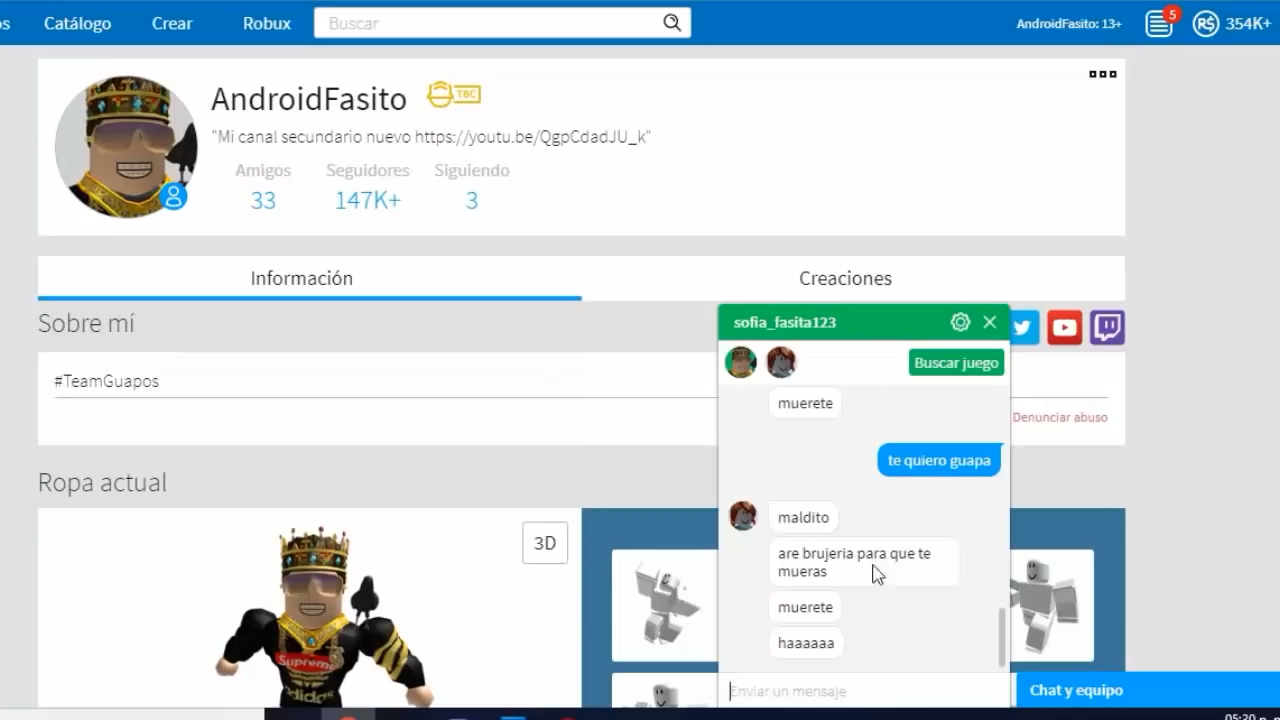 Catálogo
Crear
Robux
Buscar
AndroidFasito: 13+
5
R$
354K+
AndroidFasito
TBC
"Mi canal secundario nuevo https://youtu.be/QgpCdadJU_k"
Amigos
Seguidores
Siguiendo
33
147K+
3
Información
Creaciones
Sobre mí
sofia_fasita123
Buscar juego
#TeamGuapos
muerete
Denunciar abuso
te quiero guapa
Ropa actual
maldito
3D
are brujeria para que te
mueras
muerete
haaaaaa
Supreme
adidas
Enviar un mensaje
Chat y equipo